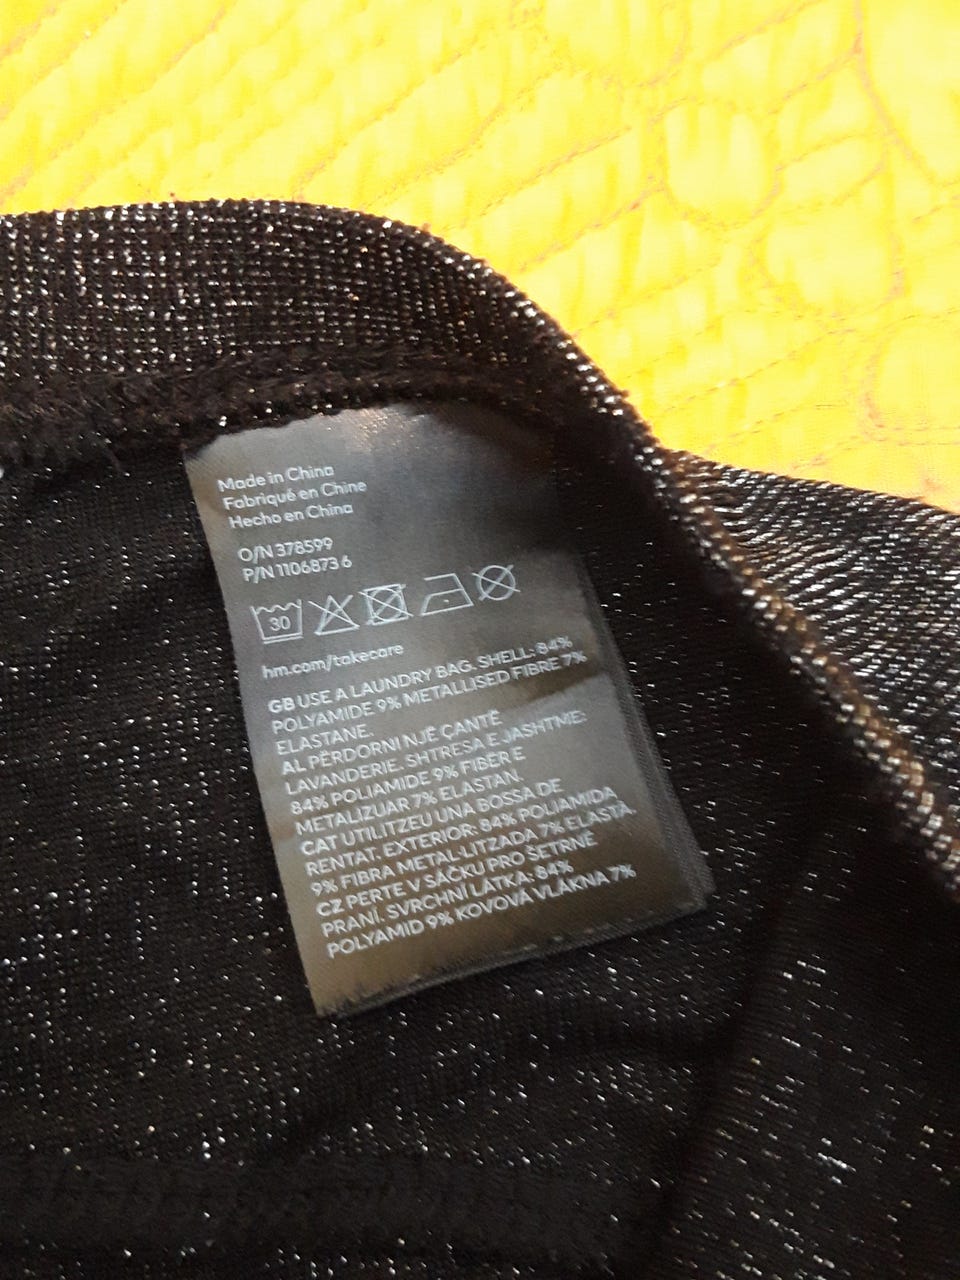 Made in China
Fabriqué en Chine
Hecho en China
O/N 378599
P/N 1106873 6
30
hm.com/takecare
GB USE A LAUNDRY BAG. SHELL: 84%
POLYAMIDE 9% METALLISED FIBRE 7%
ELASTANE.
AL PËRDORNI NJË ÇANTË
LAVANDERIE. SHTRESA E JASHTME:
84% POLIAMIDE 9% FIBER E
METALIZUAR 7% ELASTAN.
CAT UTILITZEU UNA BOSSA DE
RENTAT. EXTERIOR: 84% POLIAMIDA
9% FIBRA METAL·LITZADA 7% ELASTÀ.
CZ PERTE V SÁČKU PRO ŠETRNÉ
PRANÍ. SVRCHNÍ LÁTKA: 84%
POLYAMID 9% KOVOVÁ VLÁKNA 7%